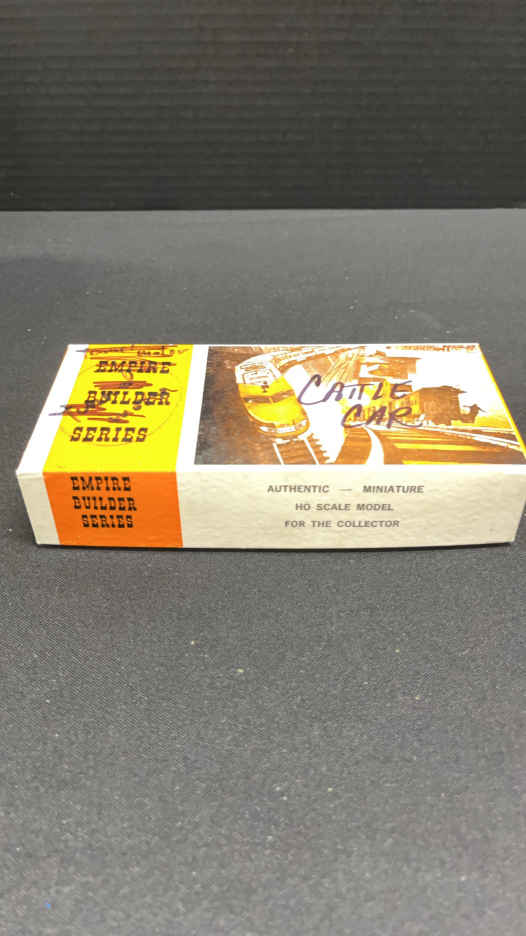 EMPIRE
BUILDER
SERIES
CATTLE
CAR
EMPIRE
BUILDER
SERIES
AUTHENTIC — MINIATURE
HO SCALE MODEL
FOR THE COLLECTOR